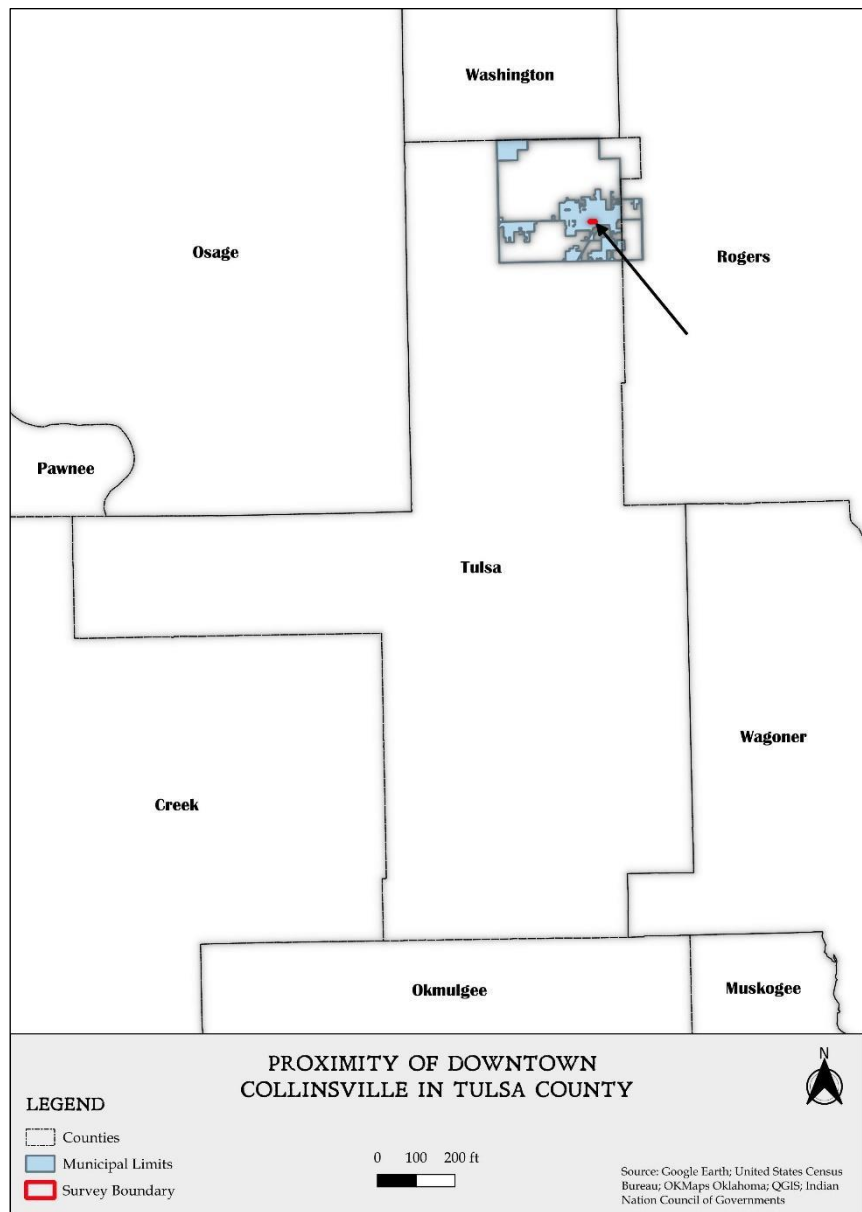 Washington
Osage
Rogers
Pawnee
Tulsa
Wagoner
Creek
Okmulgee
Muskogee
PROXIMITY OF DOWNTOWN
COLLINSVILLE IN TULSA COUNTY
N
LEGEND
Counties
Municipal Limits
Survey Boundary
0 100 200 ft
Source: Google Earth; United States Census
Bureau; OKMaps Oklahoma; QGIS; Indian
Nation Council of Governments